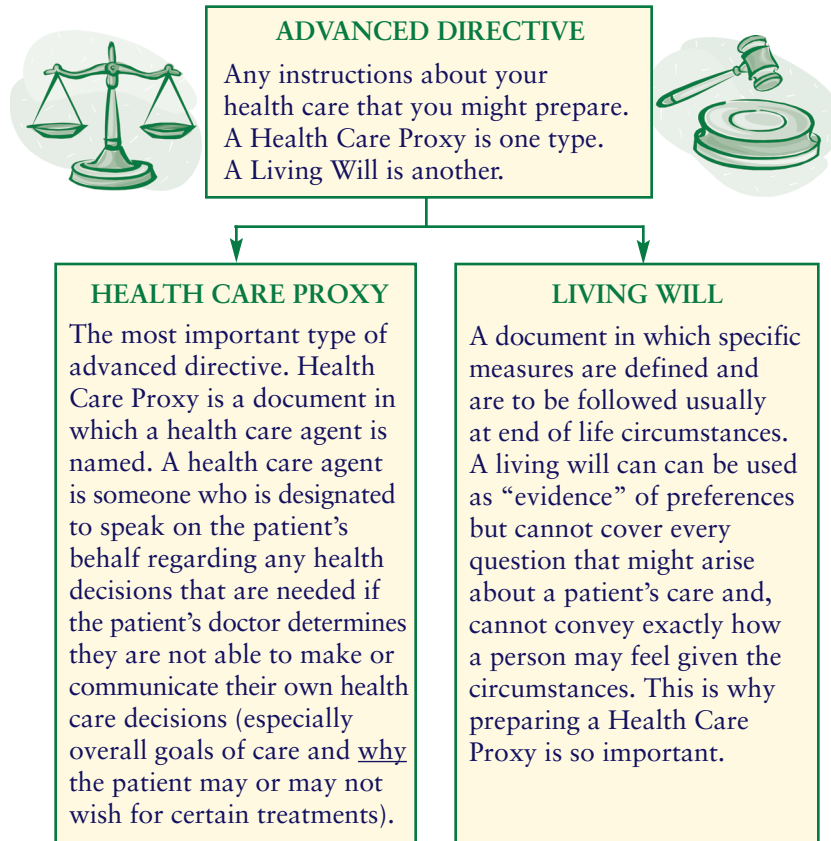 ADVANCED DIRECTIVE
Any instructions about your
health care that you might prepare.
A Health Care Proxy is one type.
A Living Will is another.
HEALTH CARE PROXY
The most important type of
advanced directive. Health
Care Proxy is a document in
which a health care agent is
named. A health care agent
is someone who is designated
to speak on the patient’s
behalf regarding any health
decisions that are needed if
the patient’s doctor determines
they are not able to make or
communicate their own health
care decisions (especially
overall goals of care and why
the patient may or may not
wish for certain treatments).
LIVING WILL
A document in which specific
measures are defined and
are to be followed usually
at end of life circumstances.
A living will can can be used
as “evidence” of preferences
but cannot cover every
question that might arise
about a patient’s care and,
cannot convey exactly how
a person may feel given the
circumstances. This is why
preparing a Health Care
Proxy is so important.